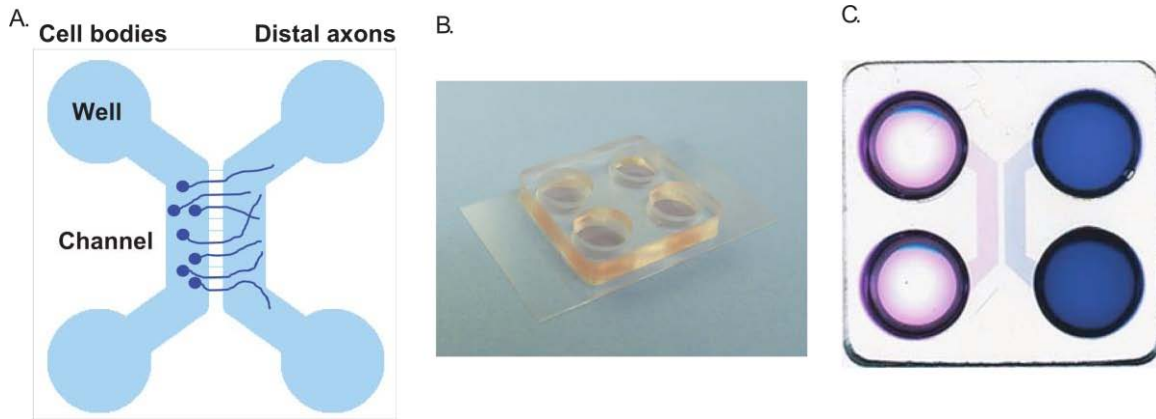 A.
Cell bodies Distal axons
Well
Channel
B.
C.